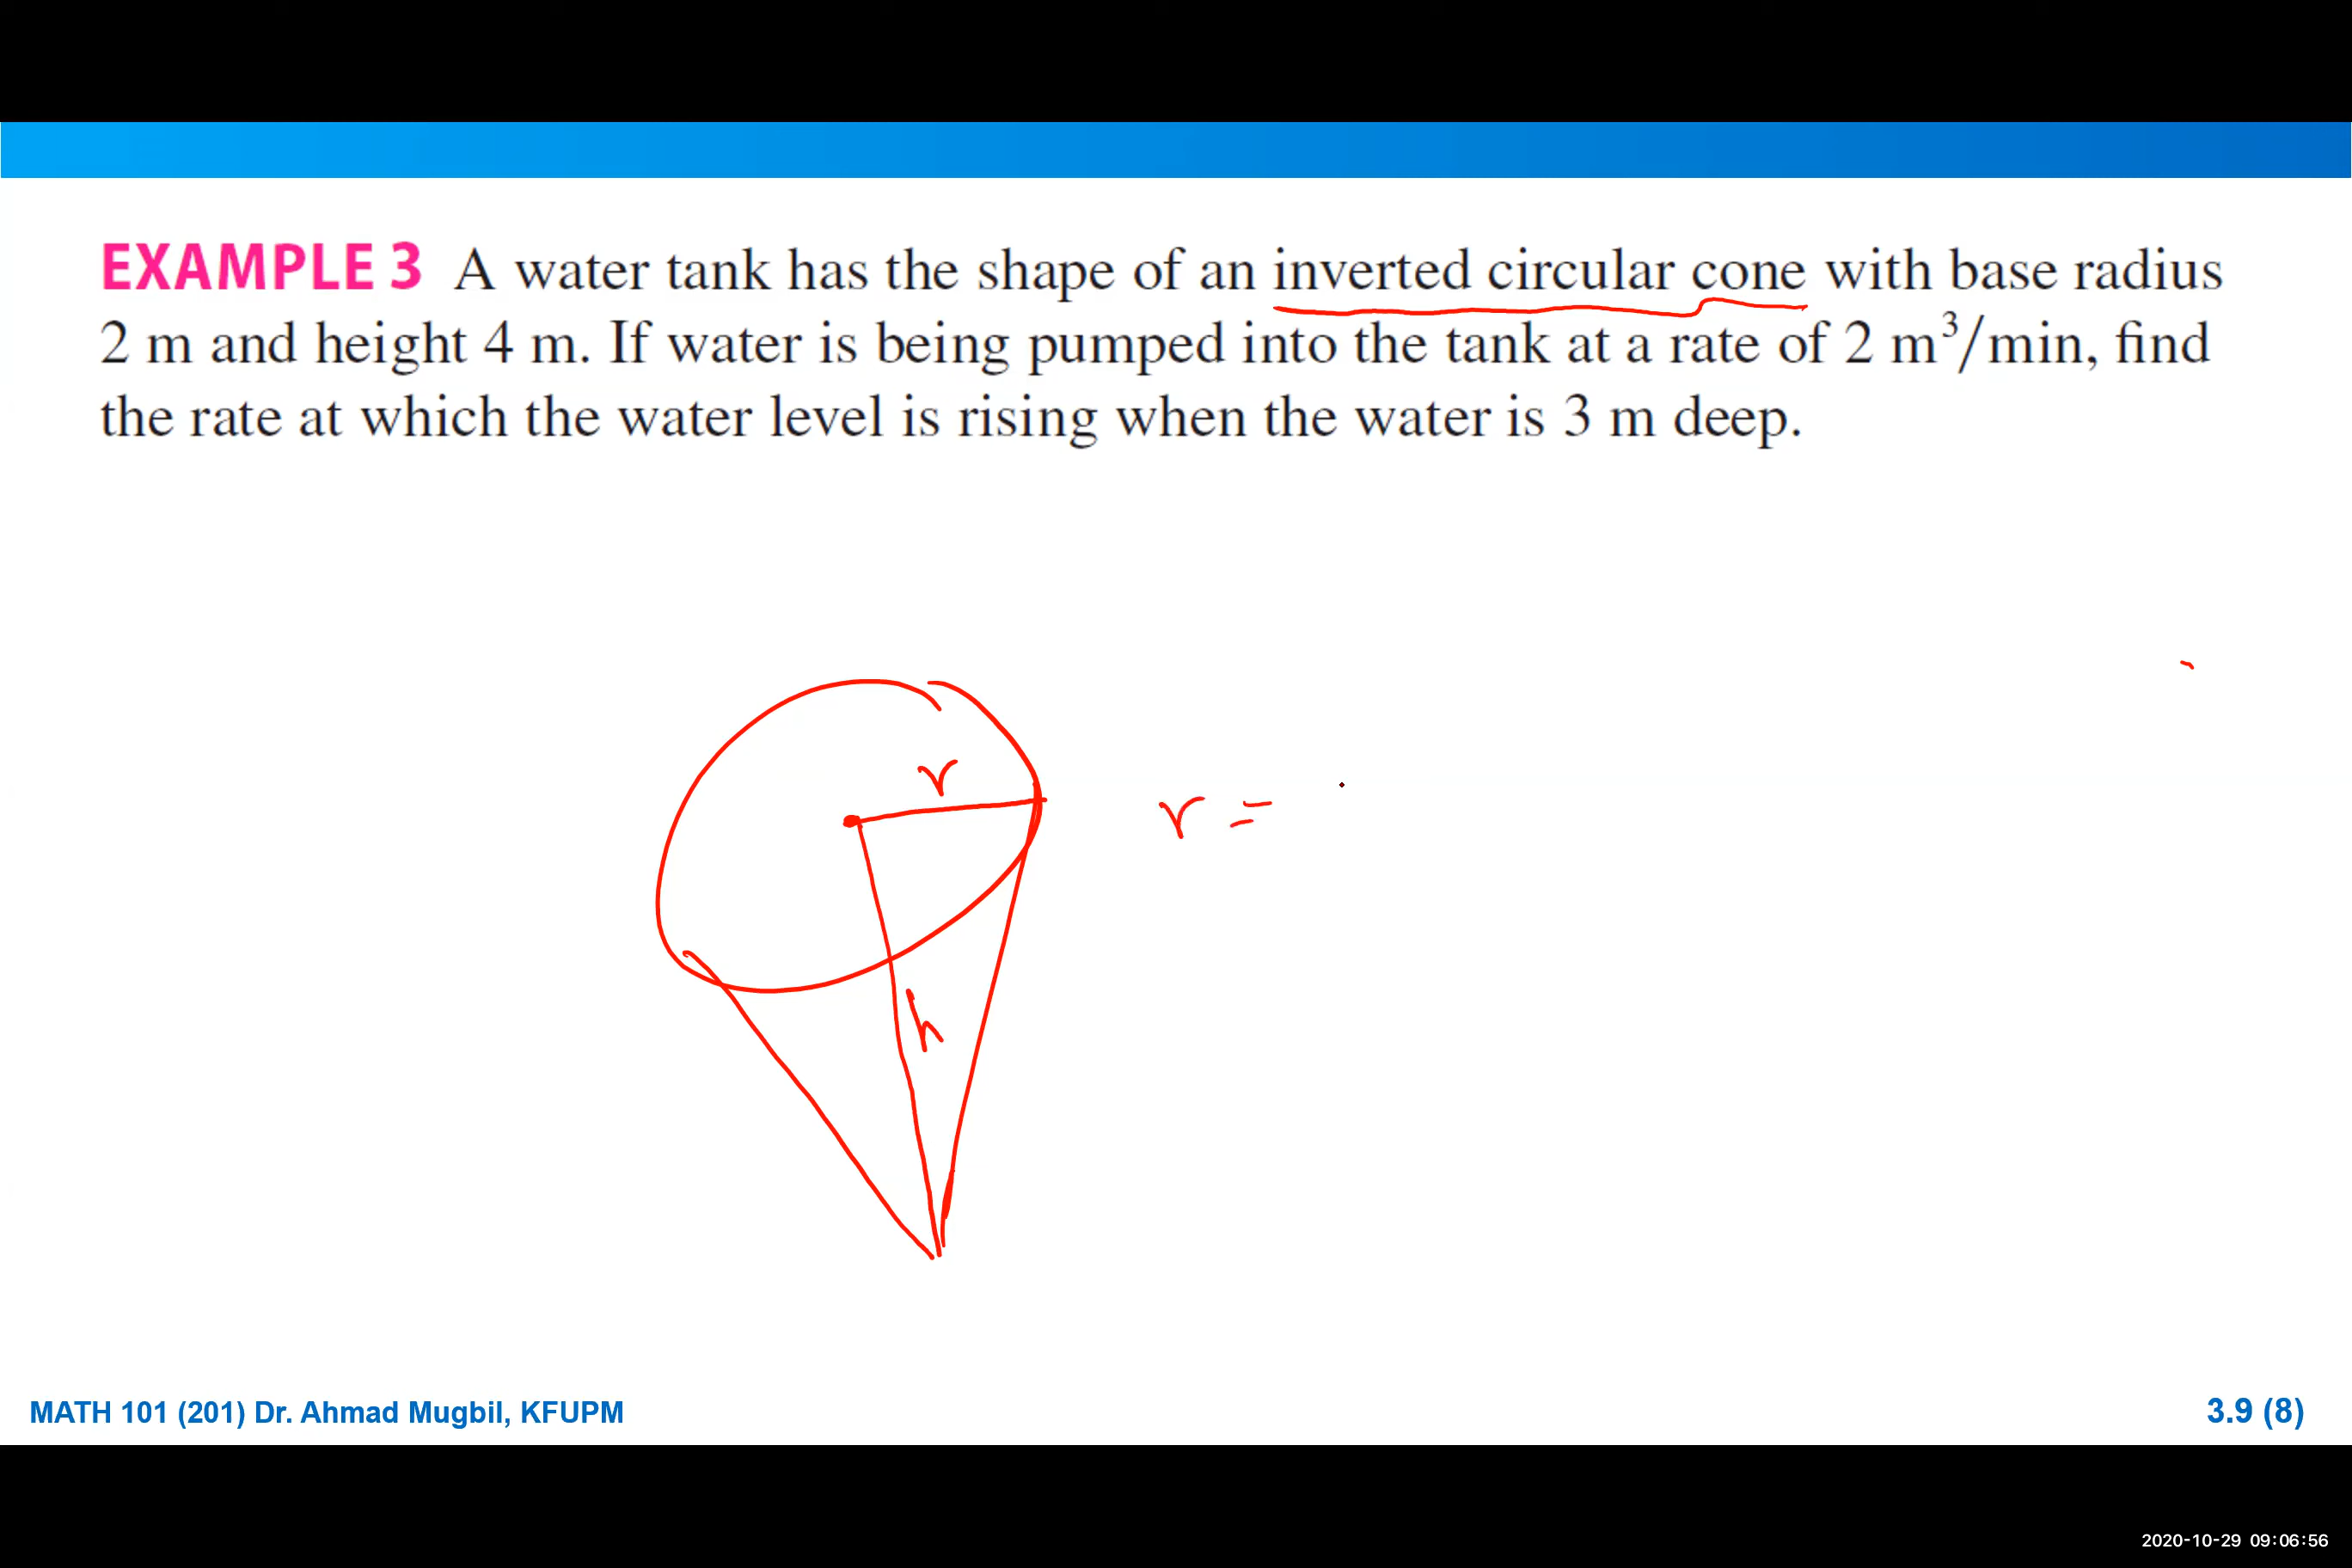 EXAMPLE 3 A water tank has the shape of an inverted circular cone with base radius
2 m and height 4 m. If water is being pumped into the tank at a rate of 2 m³/min, find
the rate at which the water level is rising when the water is 3 m deep.
r
r =
h
MATH 101 (201) Dr. Ahmad Mugbil, KFUPM
3.9 (8)
2020-10-29 09:06:56